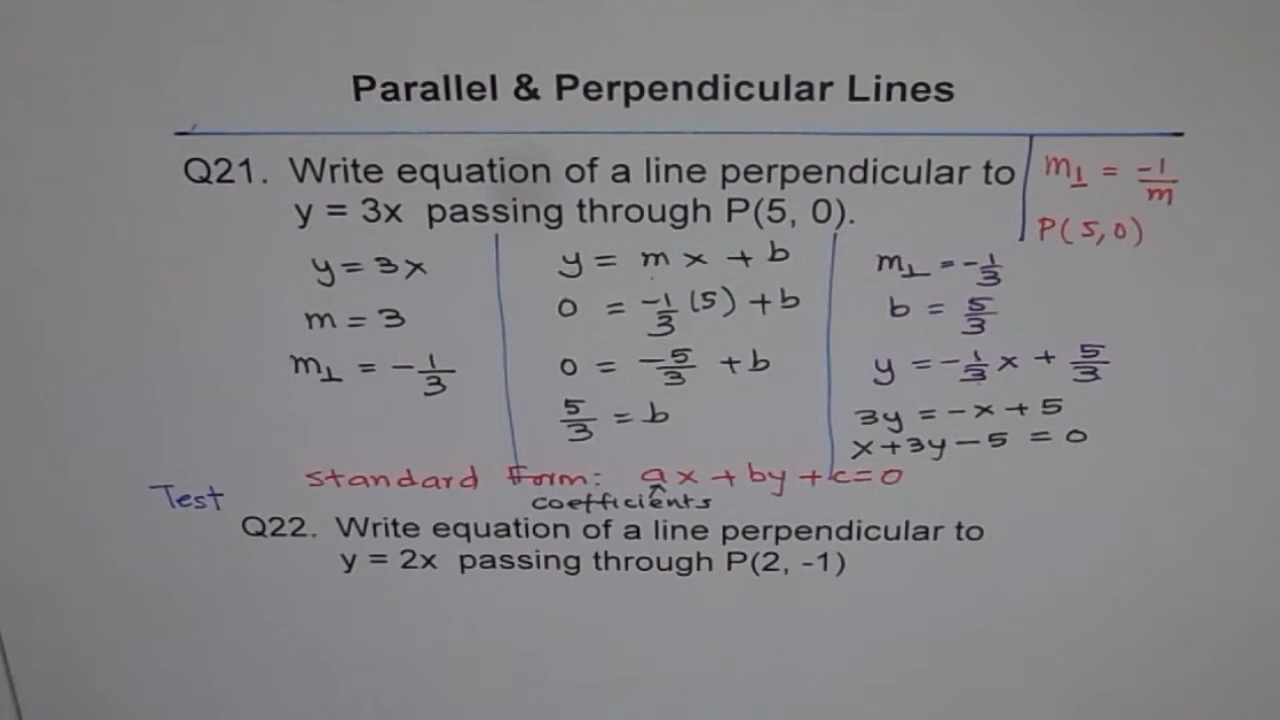 Parallel & Perpendicular Lines
Q21. Write equation of a line perpendicular to
y = 3x passing through P(5, 0).
m⊥ = -1/m
P(5,0)
y = 3x
m = 3
m⊥ = -1/3
y = mx + b
0 = -1/3 (5) + b
0 = -5/3 + b
5/3 = b
m⊥ = -1/3
b = 5/3
y = -1/3 x + 5/3
3y = -x + 5
x + 3y - 5 = 0
Standard Form: ax + by + c = 0
coefficients
Test
Q22. Write equation of a line perpendicular to
y = 2x passing through P(2, -1)